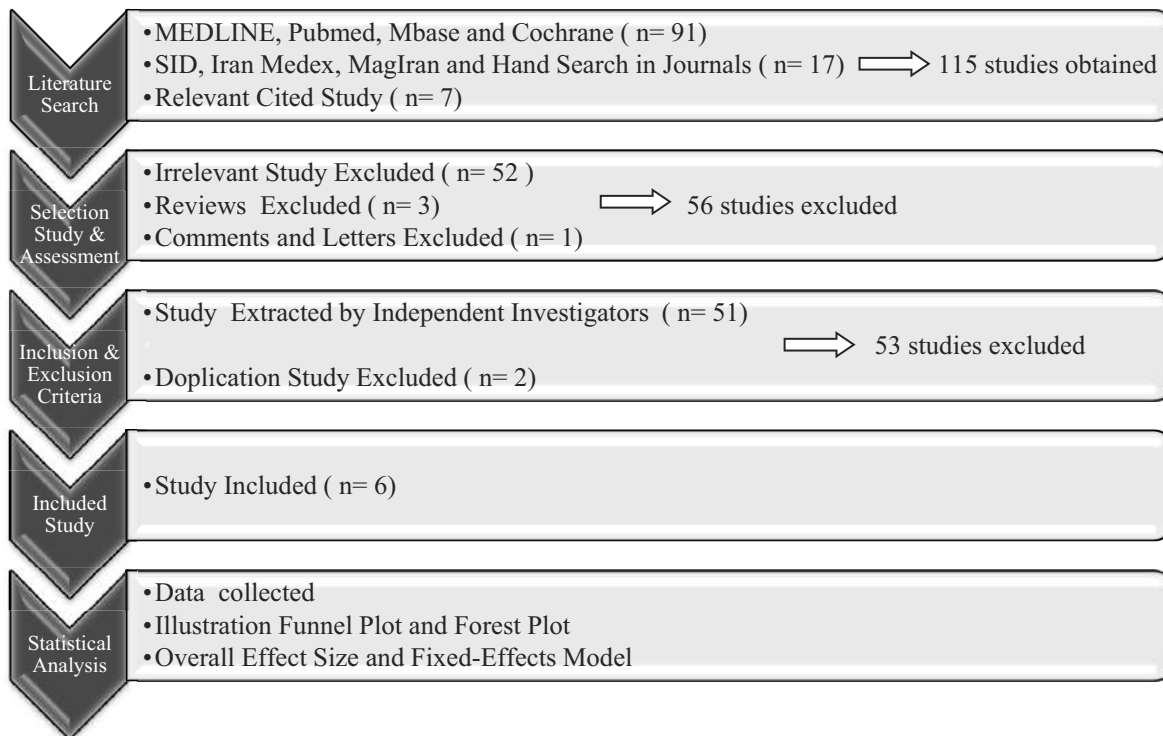 Literature
Search
•MEDLINE, Pubmed, Mbase and Cochrane ( n= 91)
•SID, Iran Medex, MagIran and Hand Search in Journals ( n= 17) 115 studies obtained
•Relevant Cited Study ( n= 7)
Selection
Study &
Assessment
•Irrelevant Study Excluded ( n= 52 )
•Reviews Excluded ( n= 3) 56 studies excluded
•Comments and Letters Excluded ( n= 1)
Inclusion &
Exclusion
Criteria
•Study Extracted by Independent Investigators ( n= 51)
53 studies excluded
•Doplication Study Excluded ( n= 2)
Included
Study
•Study Included ( n= 6)
Statistical
Analysis
•Data collected
•Illustration Funnel Plot and Forest Plot
•Overall Effect Size and Fixed-Effects Model